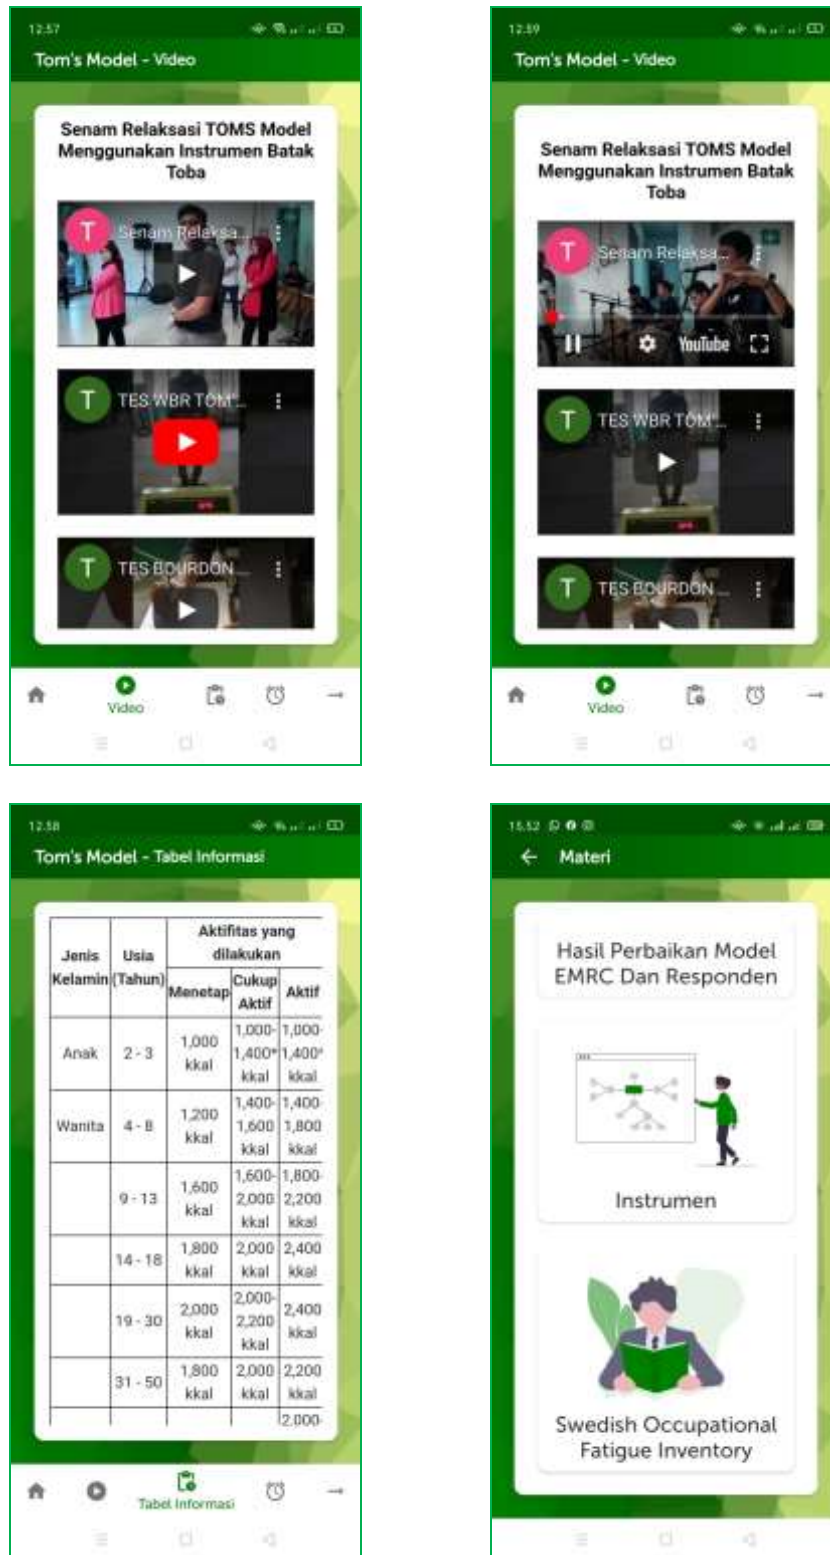 12.57
Tom's Model - Video
Senam Relaksasi TOMS Model
Menggunakan Instrumen Batak
Toba
T Senam Relaksa...
T TES WBR TOM'...
T TES BOURDON ...
Video
12.59
Tom's Model - Video
Senam Relaksasi TOMS Model
Menggunakan Instrumen Batak
Toba
T Senam Relaksa...
YouTube
T TES WBR TOM'...
T TES BOURDON ...
Video
12.58
Tom's Model - Tabel Informasi
Jenis Kelamin Usia (Tahun) Aktifitas yang dilakukan
Menetap Cukup Aktif Aktif
Anak 2 - 3 1,000 kkal 1,000- 1,400* kkal 1,000- 1,400* kkal
Wanita 4 - 8 1,200 kkal 1,400- 1,600 kkal 1,400- 1,800 kkal
9 - 13 1,600 kkal 1,600- 2,000 kkal 1,800- 2,200 kkal
14 - 18 1,800 kkal 2,000 kkal 2,400 kkal
19 - 30 2,000 kkal 2,000- 2,200 kkal 2,400 kkal
31 - 50 1,800 kkal 2,000 kkal 2,200 kkal
2,000-
Tabel Informasi
15.52
Materi
Hasil Perbaikan Model
EMRC Dan Responden
Instrumen
Swedish Occupational
Fatigue Inventory